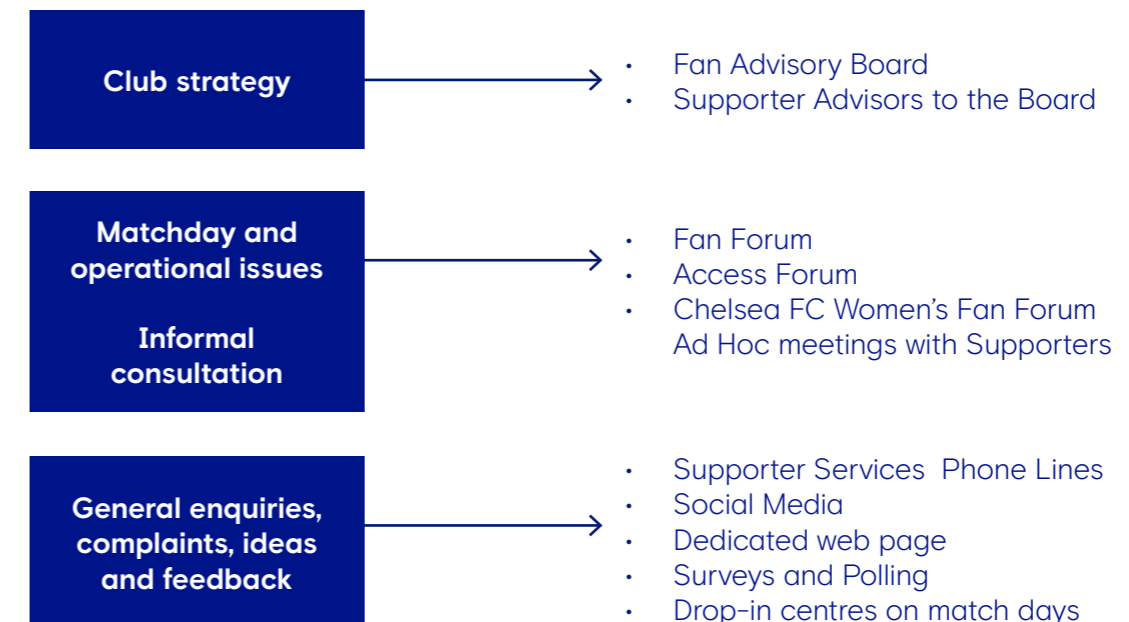 Club strategy
• Fan Advisory Board
• Supporter Advisors to the Board
Matchday and
operational issues
Informal
consultation
• Fan Forum
• Access Forum
• Chelsea FC Women’s Fan Forum
Ad Hoc meetings with Supporters
General enquiries,
complaints, ideas
and feedback
• Supporter Services  Phone Lines
• Social Media
• Dedicated web page
• Surveys and Polling
• Drop-in centres on match days